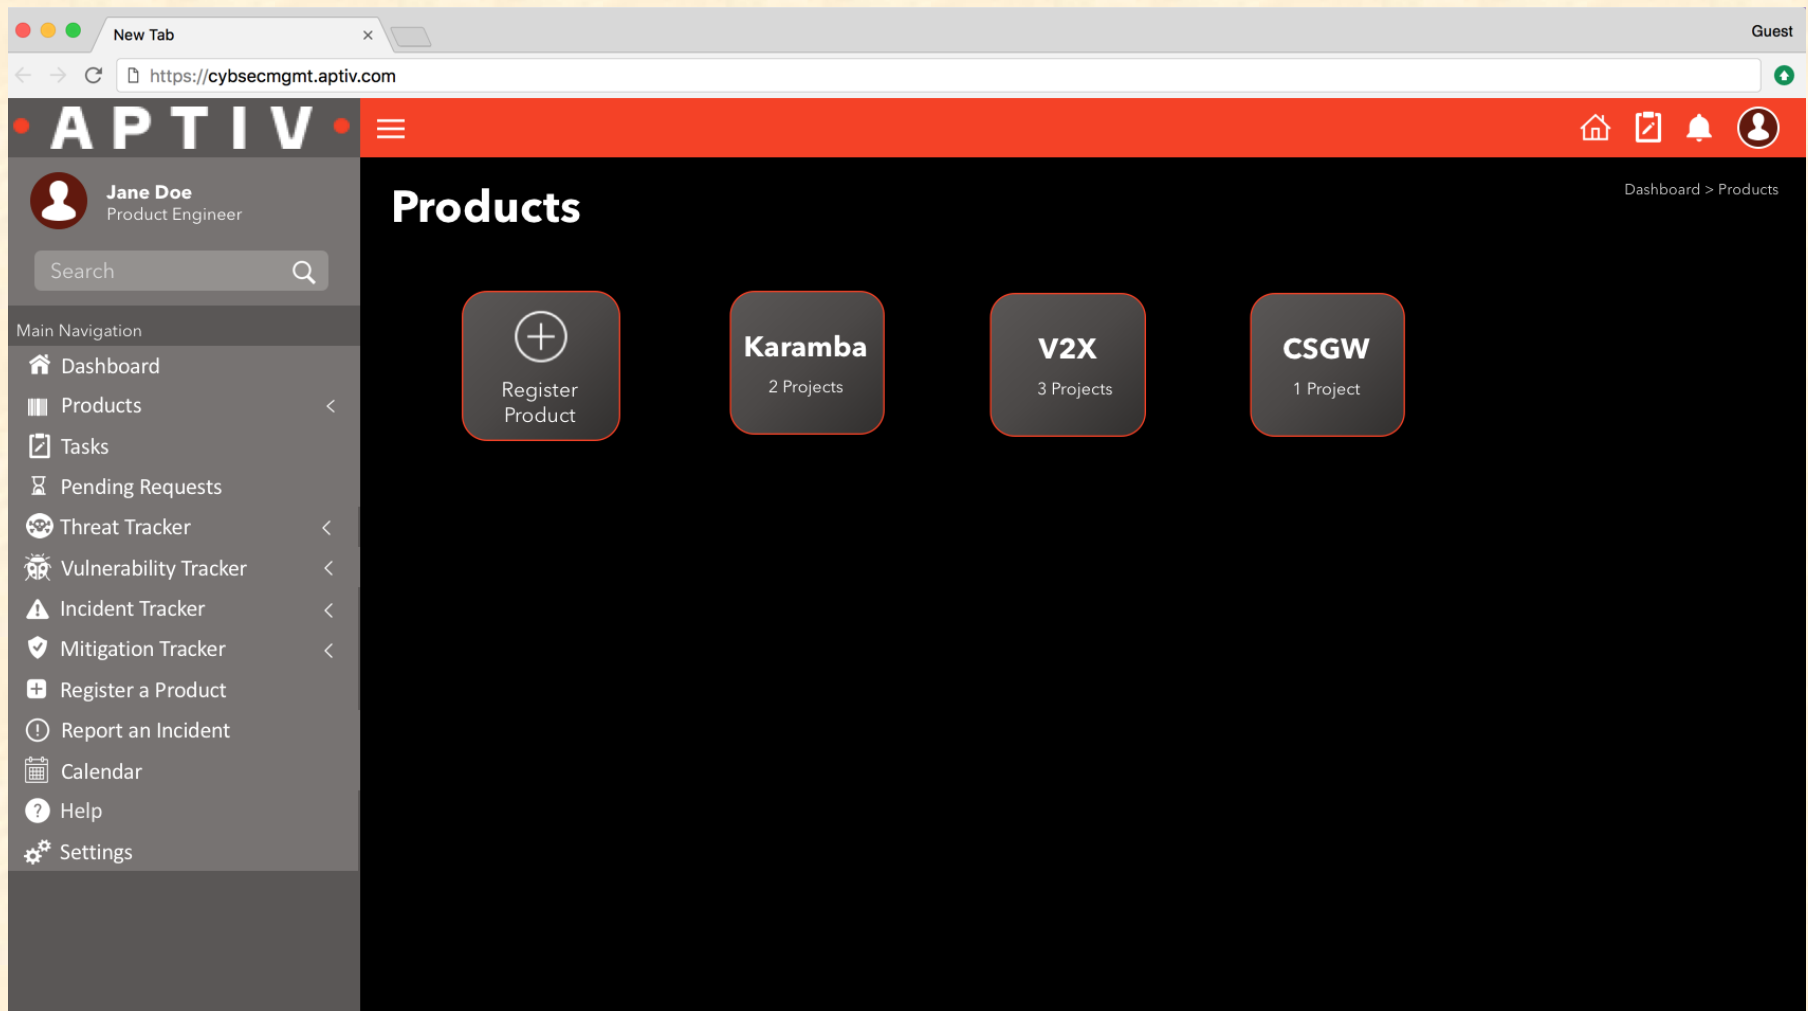 New Tab
Guest
https://cybsecmgmt.aptiv.com
APTIV
Jane Doe
Product Engineer
Search
Main Navigation
Dashboard
Products
Tasks
Pending Requests
Threat Tracker
Vulnerability Tracker
Incident Tracker
Mitigation Tracker
Register a Product
Report an Incident
Calendar
Help
Settings
Products
Dashboard > Products
Register
Product
Karamba
2 Projects
V2X
3 Projects
CSGW
1 Project